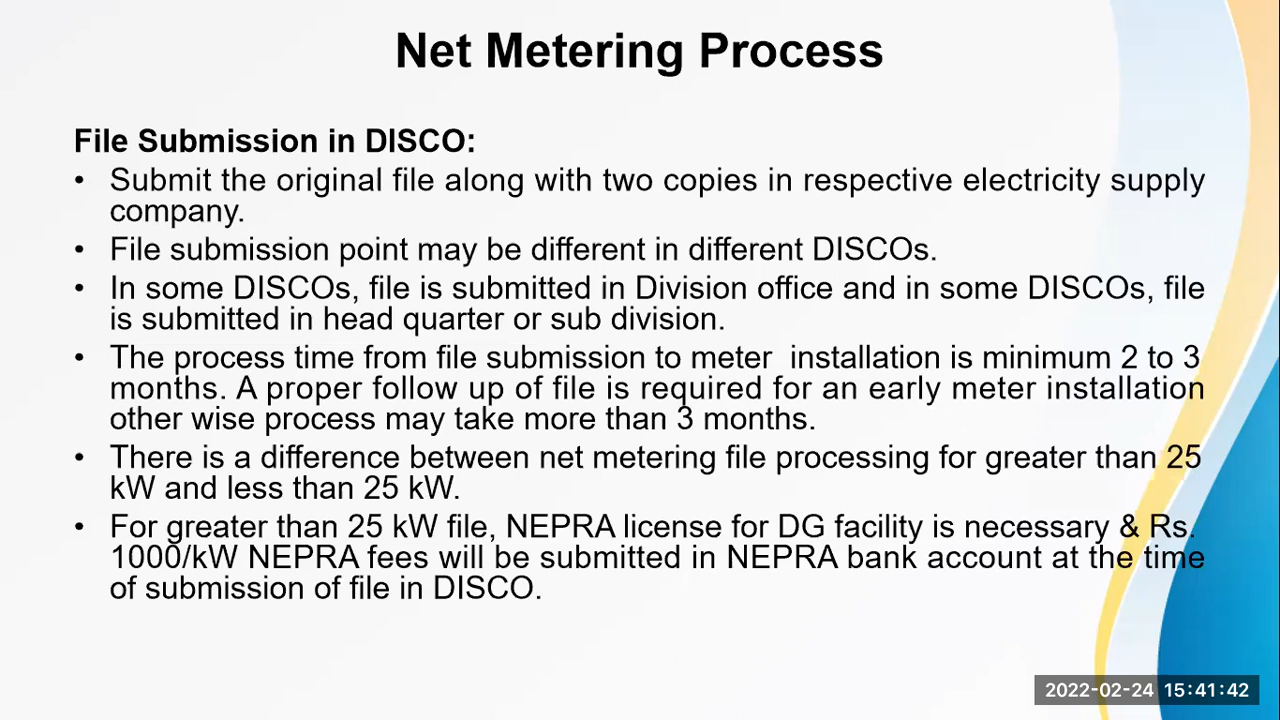 Net Metering Process
File Submission in DISCO:
• Submit the original file along with two copies in respective electricity supply
company.
• File submission point may be different in different DISCOs.
• In some DISCOs, file is submitted in Division office and in some DISCOs, file
is submitted in head quarter or sub division.
• The process time from file submission to meter  installation is minimum 2 to 3
months. A proper follow up of file is required for an early meter installation
other wise process may take more than 3 months.
• There is a difference between net metering file processing for greater than 25
kW and less than 25 kW.
• For greater than 25 kW file, NEPRA license for DG facility is necessary & Rs.
1000/kW NEPRA fees will be submitted in NEPRA bank account at the time
of submission of file in DISCO.
2022-02-24 15:41:42